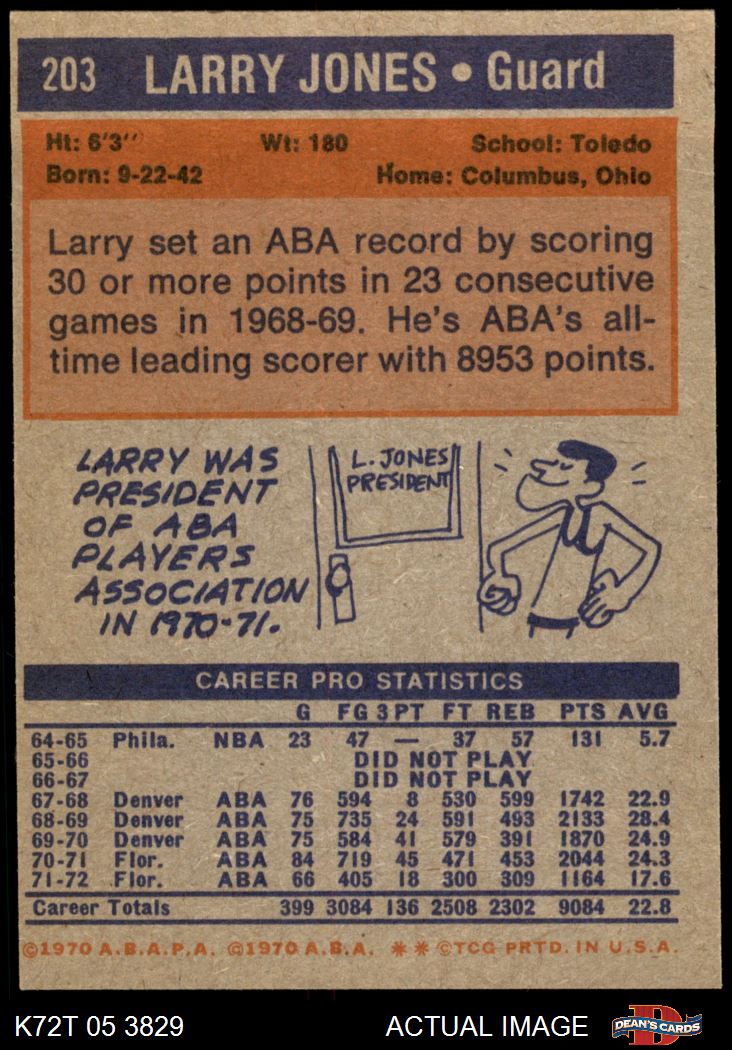 203 LARRY JONES • Guard
Ht: 6'3" Wt: 180 School: Toledo
Born: 9-22-42 Home: Columbus, Ohio
Larry set an ABA record by scoring
30 or more points in 23 consecutive
games in 1968-69. He's ABA's all-
time leading scorer with 8953 points.
LARRY WAS
PRESIDENT
OF ABA
PLAYERS
ASSOCIATION
IN 1970-71.
L. JONES
PRESIDENT
CAREER PRO STATISTICS
G FG 3PT FT REB PTS AVG
64-65 Phila. NBA 23 47 — 37 57 131 5.7
65-66 DID NOT PLAY
66-67 DID NOT PLAY
67-68 Denver ABA 76 594 8 530 599 1742 22.9
68-69 Denver ABA 75 735 24 591 493 2133 28.4
69-70 Denver ABA 75 584 41 579 391 1870 24.9
70-71 Flor. ABA 84 719 45 471 453 2044 24.3
71-72 Flor. ABA 66 405 18 300 309 1164 17.6
Career Totals 399 3084 136 2508 2302 9084 22.8
©1970 A.B.A.P.A. ©1970 A.B.A. ** ©TCG PRTD. IN U.S.A.
K72T 05 3829 ACTUAL IMAGE
D
DEAN'S CARDS